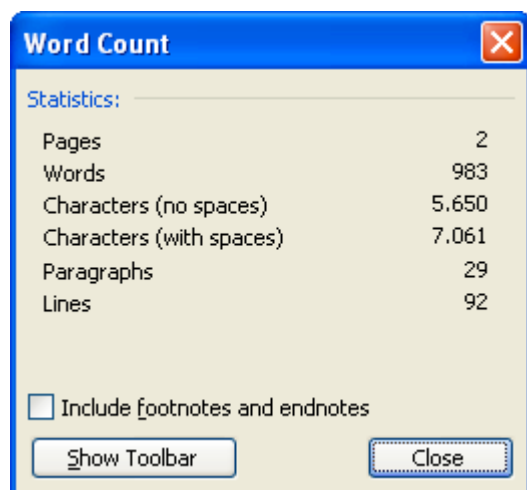 Word Count
Statistics:
Pages 2
Words 983
Characters (no spaces) 5.650
Characters (with spaces) 7.061
Paragraphs 29
Lines 92
Include footnotes and endnotes
Show Toolbar Close